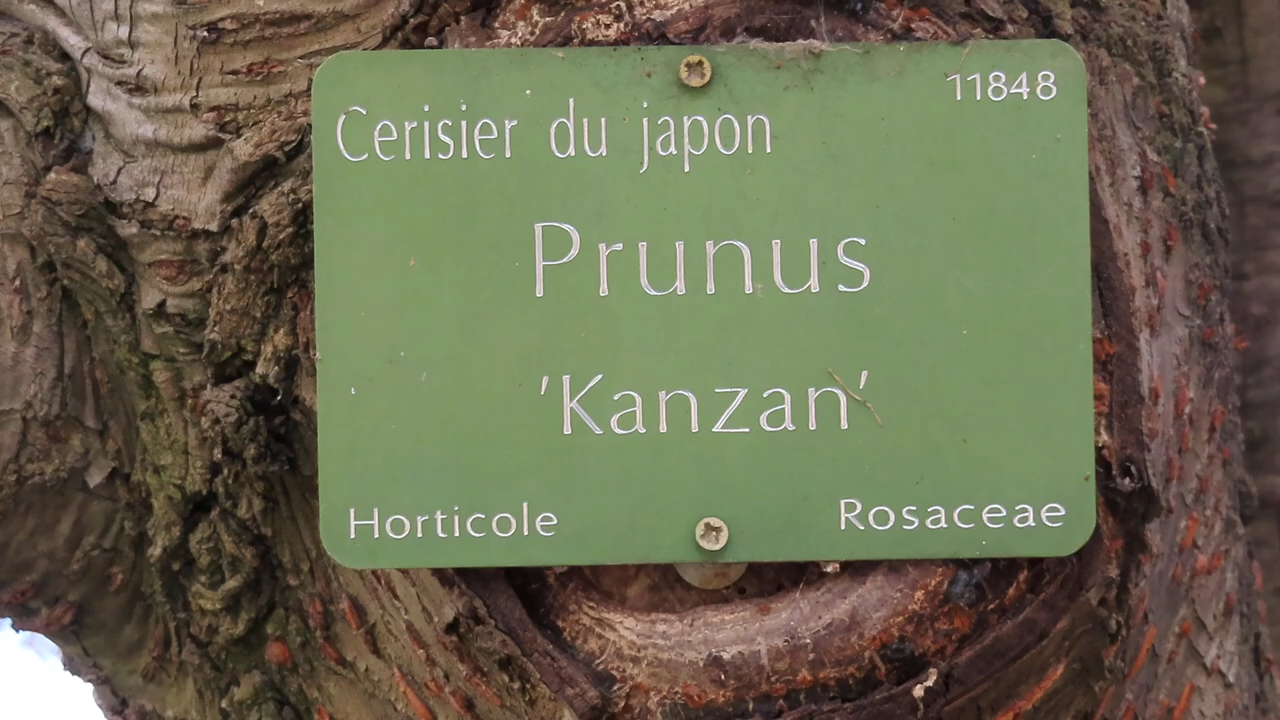 11848
Cerisier du japon
Prunus
'Kanzan'
Horticole
Rosaceae